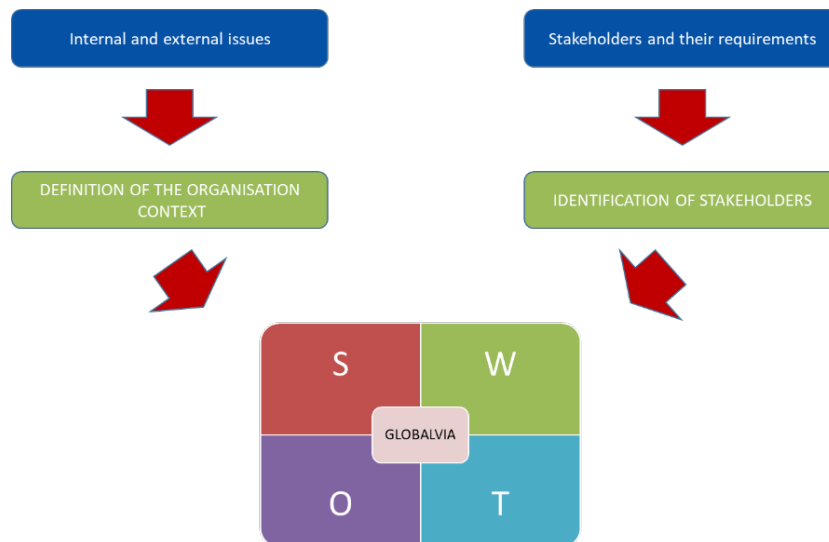 Internal and external issues
Stakeholders and their requirements
DEFINITION OF THE ORGANISATION
CONTEXT
IDENTIFICATION OF STAKEHOLDERS
S
W
GLOBALVIA
O
T